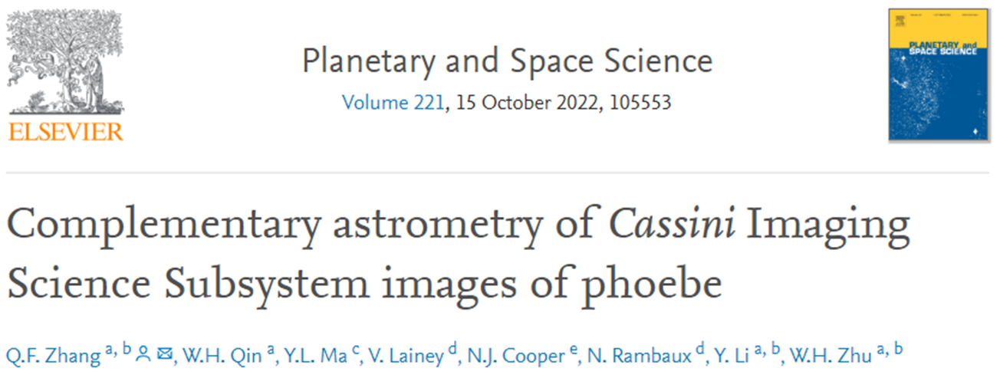 ELSEVIER
Planetary and Space Science
Volume 221, 15 October 2022, 105553
PLANETARY and
SPACE SCIENCE
Complementary astrometry of Cassini Imaging
Science Subsystem images of phoebe
Q.F. Zhang a, b, W.H. Qin a, Y.L. Ma c, V. Lainey d, N.J. Cooper e, N. Rambaux d, Y. Li a, b, W.H. Zhu a, b